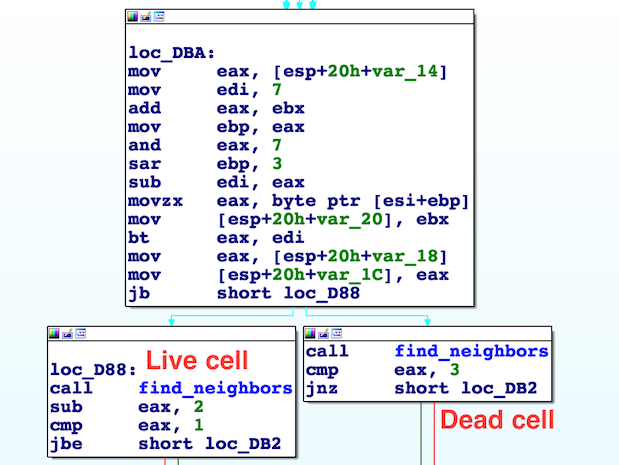 loc_DBA:
mov eax, [esp+20h+var_14]
mov edi, 7
add eax, ebx
mov ebp, eax
and eax, 7
sar ebp, 3
sub edi, eax
movzx eax, byte ptr [esi+ebp]
mov [esp+20h+var_20], ebx
bt eax, edi
mov eax, [esp+20h+var_18]
mov [esp+20h+var_1C], eax
jb short loc_D88
loc_D88: Live cell
call find_neighbors
sub eax, 2
cmp eax, 1
jbe short loc_DB2
call find_neighbors
cmp eax, 3
jnz short loc_DB2
Dead cell